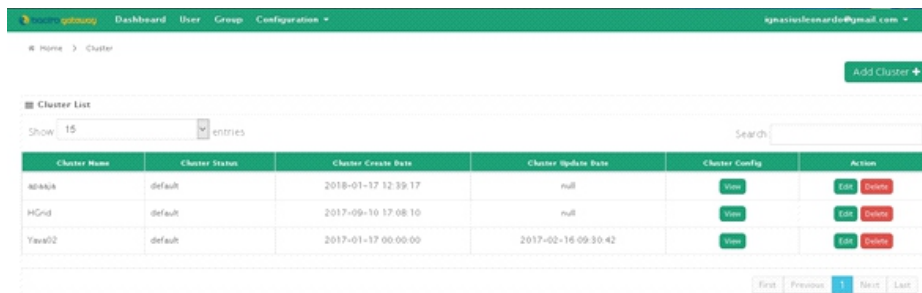 baciro gateway Dashboard User Group Configuration ignasiusleonardo@gmail.com
Home > Cluster
Add Cluster +
Cluster List
Show 15 entries Search
Cluster Name Cluster Status Cluster Create Date Cluster Update Date Cluster Config Action
apaaja default 2018-01-17 12:39:17 null View Edit Delete
HGrid default 2017-09-10 17:08:10 null View Edit Delete
Yava02 default 2017-01-17 00:00:00 2017-02-16 09:30:42 View Edit Delete
First Previous 1 Next Last